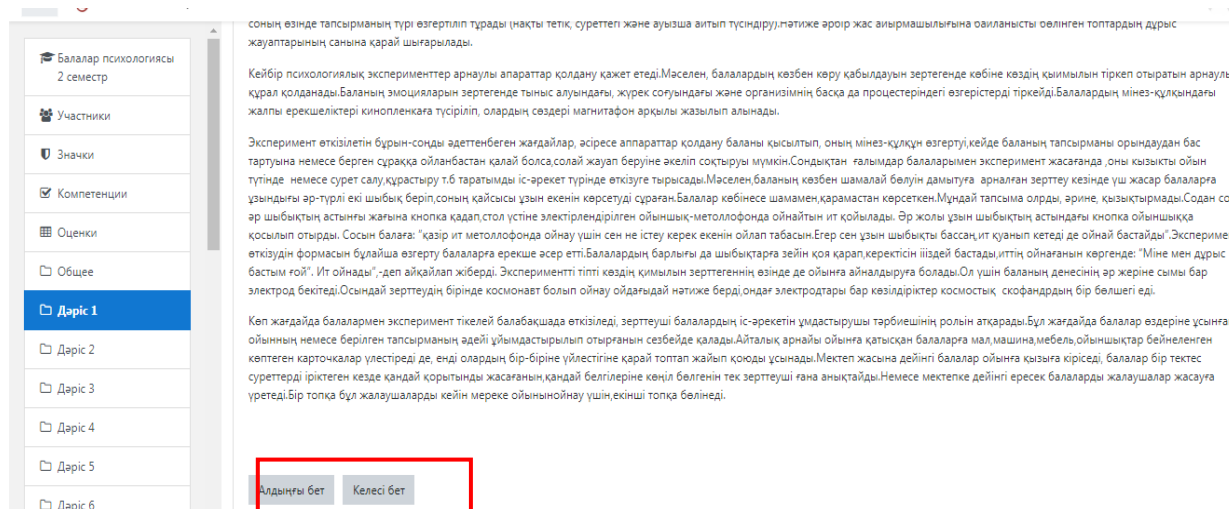 соның өзінде тапсырманың түрі өзгертіліп тұрады (нақты тетік, суреттеп және ауызша айтып түсіндіру).Нәтиже әрбір жас айырмашылығына байланысты бөлінген топтардың дұрыс
жауаптарының санына қарай шығарылады.
Балалар психологиясы
2 семестр
Участники
Значки
Компетенции
Оценки
Общее
Дәріс 1
Дәріс 2
Дәріс 3
Дәріс 4
Дәріс 5
Дәріс 6
Кейбір психологиялық эксперименттер арнаулы апараттар қолдану қажет етеді.Мәселен, балалардың көзбен көру қабылдауын зертегенде көбіне көздің қыимылын тіркеп отыратын арнаулы
құрал қолданады.Баланың эмоцияларын зертегенде тыныс алуындағы, жүрек соғуындағы және организімнің басқа да процестеріндегі өзгерістерді тіркейді.Балалардың мінез-құлқындағы
жалпы ерекшеліктері кинопленкаға түсіріліп, олардың сөздері магнитафон арқылы жазылып алынады.
Эксперимент өткізілетін бұрын-соңды әдеттенбеген жағдайлар, әсіресе аппараттар қолдану баланы қысылтып, оның мінез-құлқұн өзгертуі,кейде баланың тапсырманы орындаудан бас
тартуына немесе берген сұраққа ойланбастан қалай болса,солай жауап беруіне әкеліп соқтыруы мүмкін.Сондықтан ғалымдар балаларымен эксперимент жасағанда ,оны кызыкты ойын
түтінде немесе сурет салу,құрастыру т.б таратымды іс-әрекет түрінде өткізуге тырысады.Мәселен,баланың көзбен шамалай бөлуін дамытуға арналған зерттеу кезінде үш жасар балаларға
ұзындығы әр-түрлі екі шыбық беріп,соның қайсысы ұзын екенін көрсетуді сұраған.Балалар көбінесе шамамен,қарамастан көрсеткен.Мұндай тапсыма олрды, әрине, қызықтырмады.Содан со
әр шыбықтың астынғы жағына кнопка қадап,стол үстіне электірлендірілген ойыншық-метоллофонда ойнайтын ит қойылады. Әр жолы ұзын шыбықтың астындағы кнопка ойыншыққа
қосылып отырды. Сосын балаға: "қазір ит метоллофонда ойнау үшін сен не істеу керек екенін ойлап табасын.Егер сен ұзын шыбықты бассаң,ит қуанып кетеді де ойнай бастайды".Эксперимен
өткізудін формасын бұлайша өзгерту балаларға ерекше әсер етті.Балалардың барлығы да шыбықтарға зейін қоя қарап,керектісін іііздей бастады,иттің ойнағанын көргенде: "Міне мен дұрыс
бастым ғой". Ит ойнады",-деп айқайлап жіберді. Экспериментті тіпті көздің қимылын зерттегеннің өзінде де ойынға айналдыруға болады.Ол үшін баланың денесінің әр жеріне сымы бар
электрод бекітеді.Осындай зерттеудің бірінде космонавт болып ойнау ойдағыдай нәтиже берді,ондағ электродтары бар көзілдіріктер космостық скофандрдың бір бөлшегі еді.
Көп жағдайда балалармен эксперимент тікелей балабақшада өткізіледі, зерттеуші балалардың іс-әрекетін ұмдастырушы тәрбиешінің рольін атқарады.Бұл жағдайда балалар өздеріне ұсынған
ойынның немесе берілген тапсырманың әдейі ұйымдастырылып отырғанын сезбейде қалады.Айталық арнайы ойынға қатысқан балаларға мал,машина,мебель,ойыншықтар бейнеленген
көптеген карточкалар үлестіреді де, енді олардың бір-біріне үйлестігіне қарай топтап жайып қоюды ұсынады.Мектеп жасына дейінгі балалар ойынға қызыға кіріседі, балалар бір тектес
суреттерді іріктеген кезде қандай қорытынды жасағанын,қандай белгілеріне көңіл бөлгенін тек зерттеуші ғана анықтайды.Немесе мектепке дейінгі ересек балаларды жалаушалар жасауға
үретеді.Бір топқа бұл жалаушаларды кейін мереке ойынынойнау үшін,екінші топқа бөлінеді.
Алдыңғы бет Келесі бет